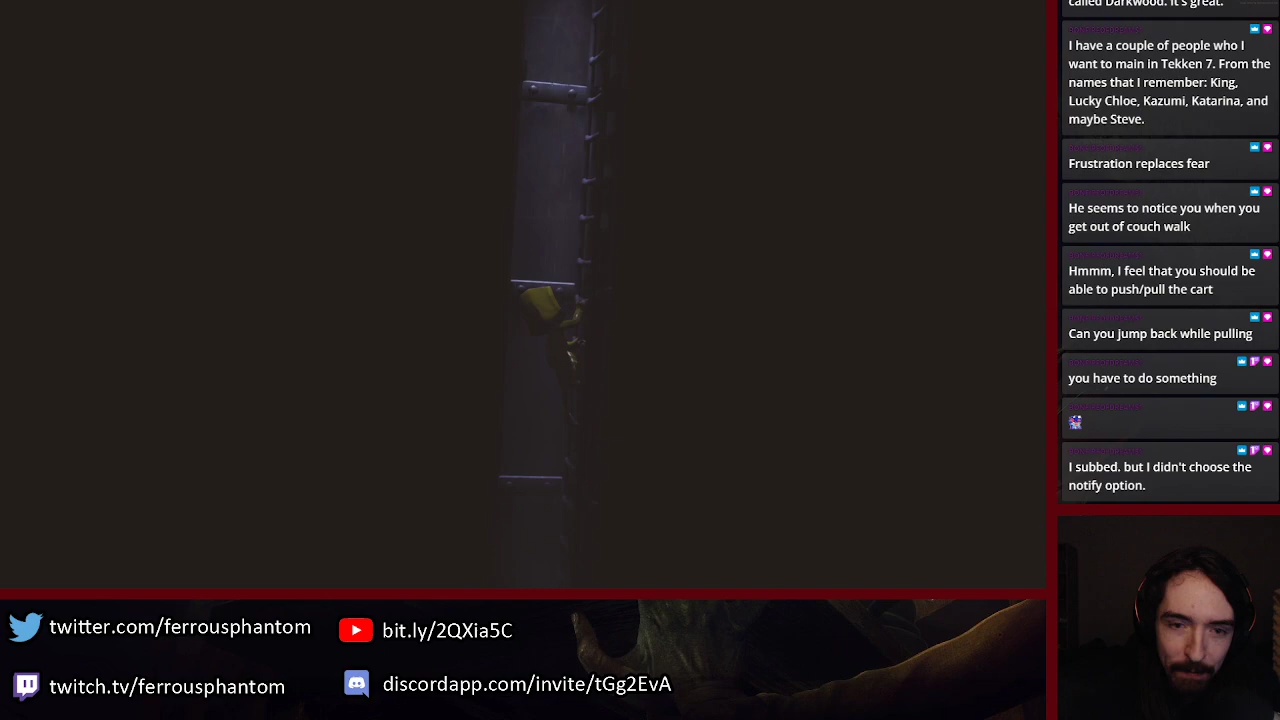 called Darkwood. It's great.
I have a couple of people who I
want to main in Tekken 7. From the
names that I remember: King,
Lucky Chloe, Kazumi, Katarina, and
maybe Steve.
Frustration replaces fear
He seems to notice you when you
get out of couch walk
Hmmm, I feel that you should be
able to push/pull the cart
Can you jump back while pulling
you have to do something
I subbed. but I didn't choose the
notify option.
twitter.com/ferrousphantom
bit.ly/2QXia5C
twitch.tv/ferrousphantom
discordapp.com/invite/tGg2EvA